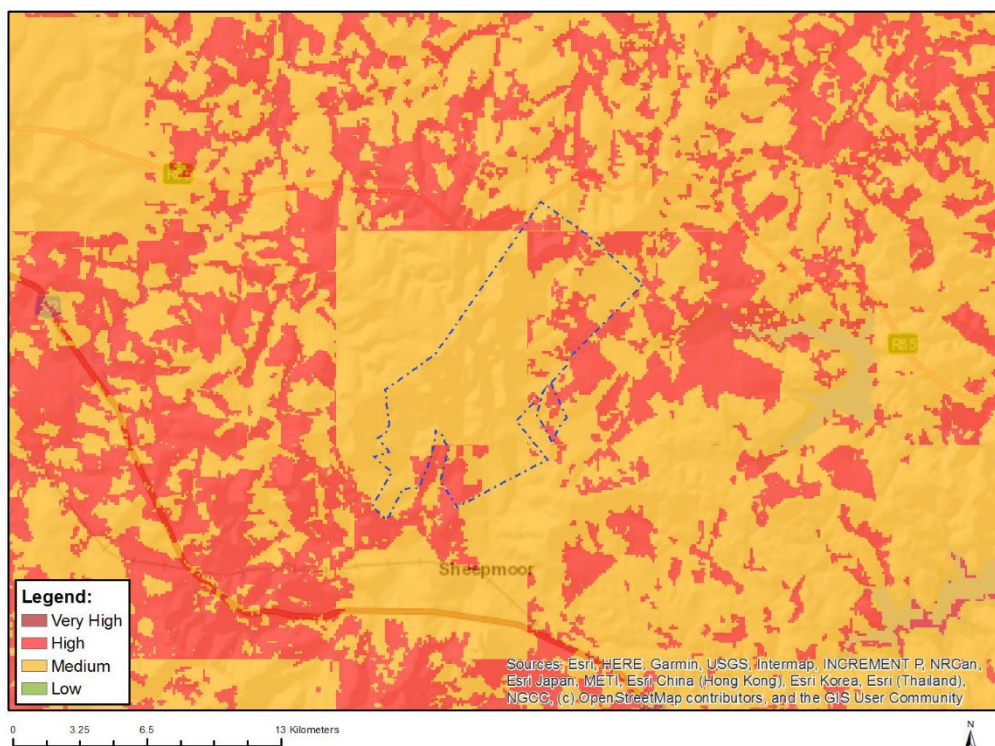 R65
Sheepmoor
Legend:
Very High
High
Medium
Low
Sources: Esri, HERE, Garmin, USGS, Intermap, INCREMENT P, NRCan,
Esri Japan, METI, Esri China (Hong Kong), Esri Korea, Esri (Thailand),
NGCC, (c) OpenStreetMap contributors, and the GIS User Community
0 3.25 6.5 13 Kilometers
N